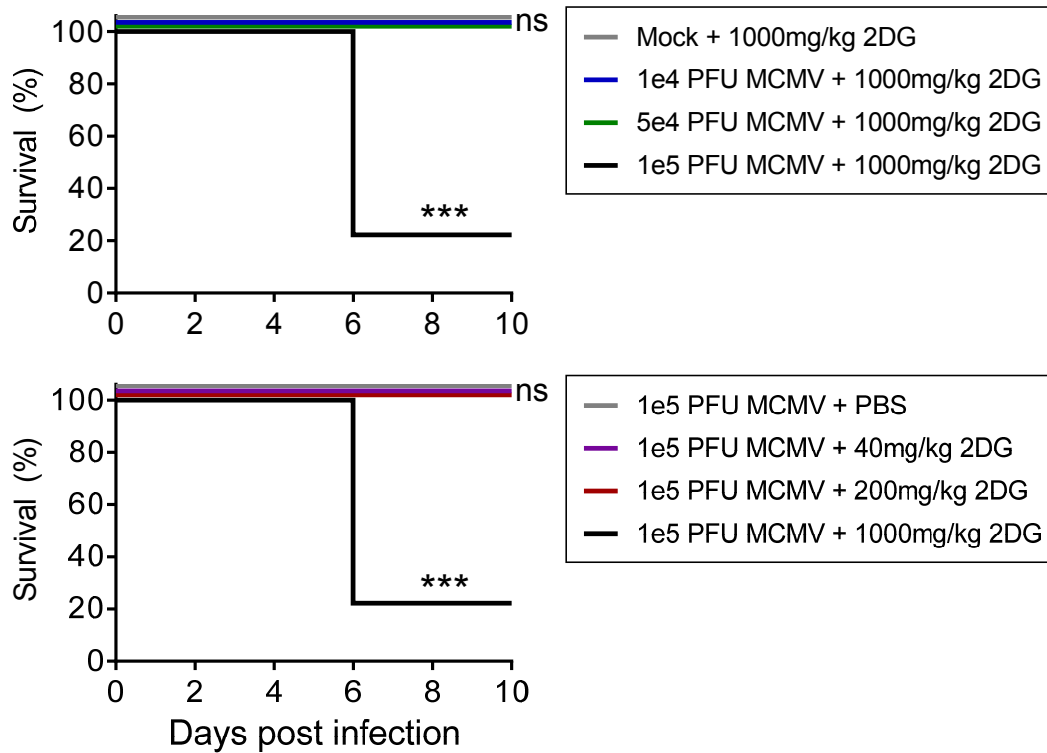 ns
100
80
60
40
20
0
Survival (%)
***
0 2 4 6 8 10
Mock + 1000mg/kg 2DG
1e4 PFU MCMV + 1000mg/kg 2DG
5e4 PFU MCMV + 1000mg/kg 2DG
1e5 PFU MCMV + 1000mg/kg 2DG
ns
100
80
60
40
20
0
Survival (%)
***
0 2 4 6 8 10
Days post infection
1e5 PFU MCMV + PBS
1e5 PFU MCMV + 40mg/kg 2DG
1e5 PFU MCMV + 200mg/kg 2DG
1e5 PFU MCMV + 1000mg/kg 2DG